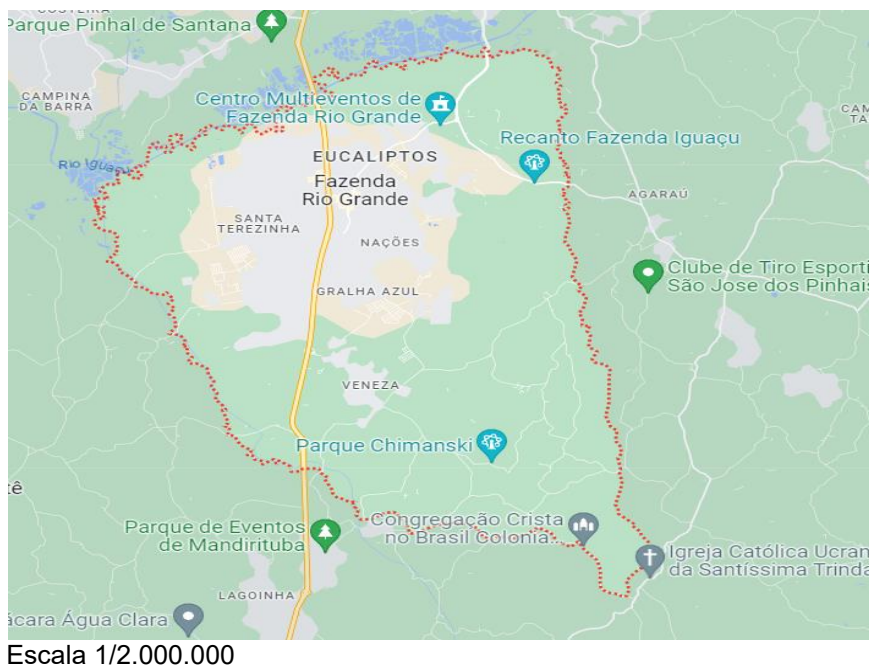 Parque Pinhal de Santana
CAMPINA
DA BARRA
Centro Multieventos de
Fazenda Rio Grande
Recanto Fazenda Iguaçu
Rio Iguaçu
EUCALIPTOS
Fazenda
Rio Grande
AGARAÚ
SANTA
TEREZINHA
NAÇÕES
Clube de Tiro Esporti
São Jose dos Pinhais
GRALHA AZUL
VENEZA
Parque Chimanski
tê
Parque de Eventos
de Mandirituba
Congregação Crista
no Brasil Colonia...
Igreja Católica Ucran
da Santíssima Trinda
LAGOINHA
ácara Água Clara
Escala 1/2.000.000